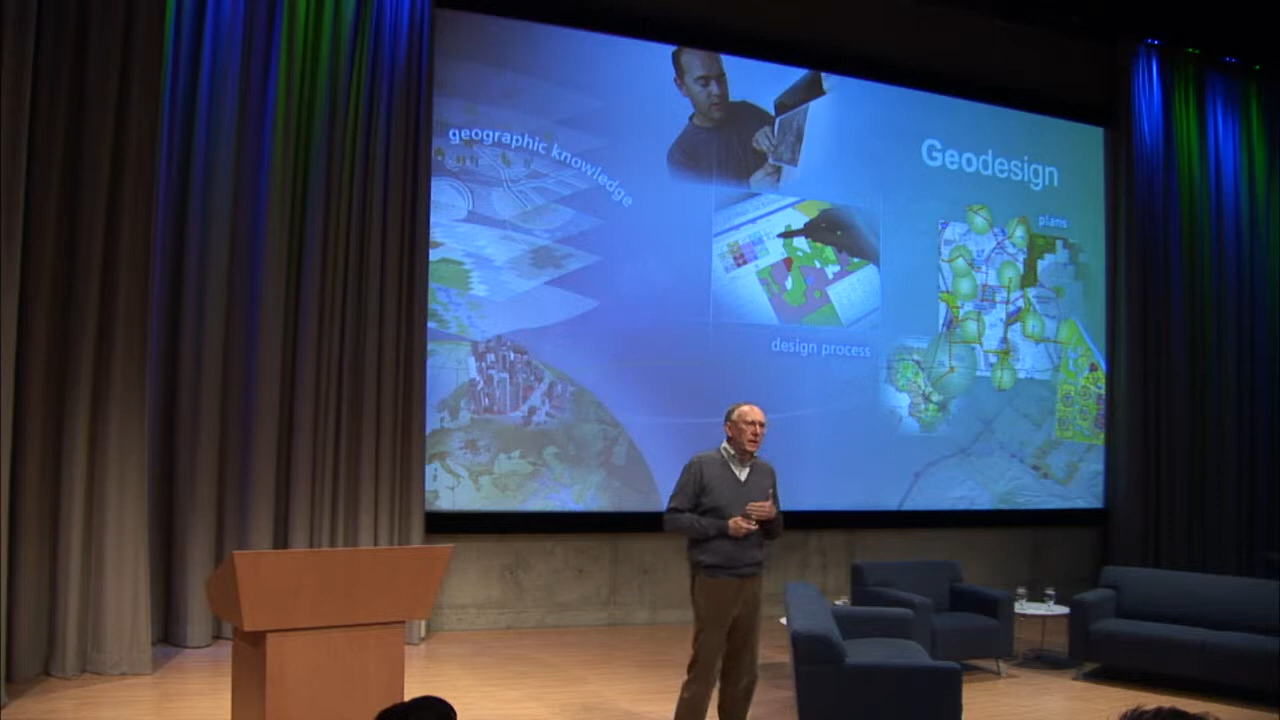 geographic knowledge
Geodesign
plans
design process